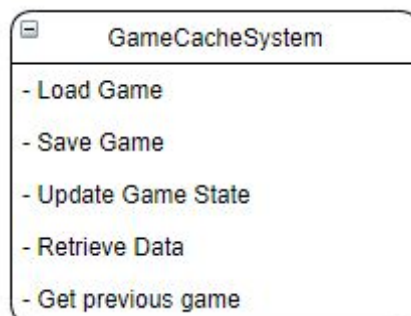 GameCacheSystem
- Load Game
- Save Game
- Update Game State
- Retrieve Data
- Get previous game